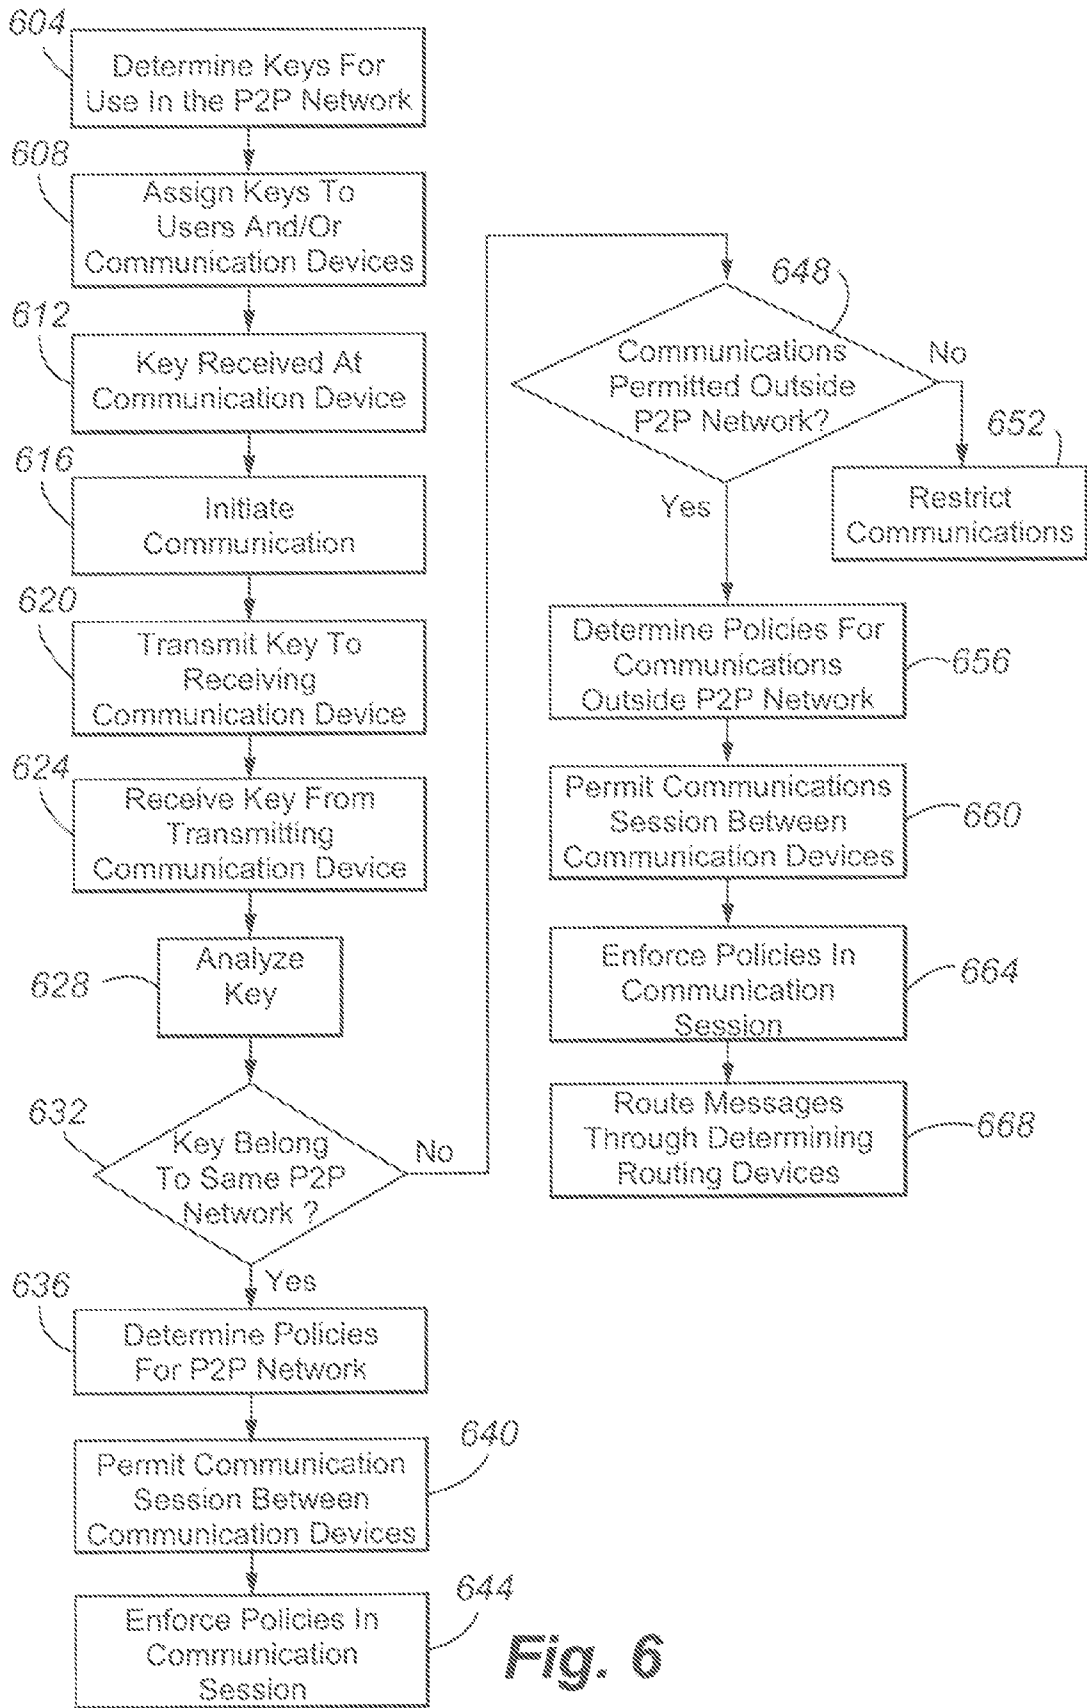 604
Determine Keys For
Use In the P2P Network
608
Assign Keys To
Users And/Or
Communication Devices
612
Key Received At
Communication Device
616
Initiate
Communication
620
Transmit Key To
Receiving
Communication Device
624
Receive Key From
Transmitting
Communication Device
628
Analyze
Key
632
Key Belong
To Same P2P
Network ?
No
Yes
636
Determine Policies
For P2P Network
640
Permit Communication
Session Between
Communication Devices
644
Enforce Policies In
Communication
Session
648
Communications
Permitted Outside
P2P Network?
No
652
Restrict
Communications
Yes
Determine Policies For
Communications
Outside P2P Network
656
Permit Communications
Session Between
Communication Devices
660
Enforce Policies In
Communication
Session
664
Route Messages
Through Determining
Routing Devices
668
Fig. 6